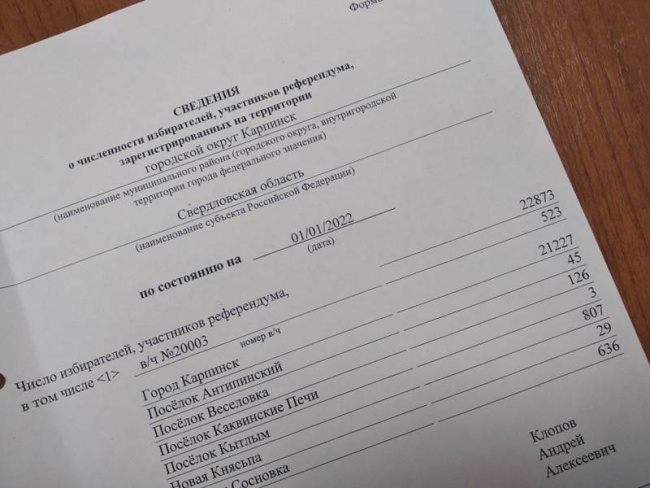 Форма
СВЕДЕНИЯ
о численности избирателей, участников референдума,
зарегистрированных на территории
городской округ Карпинск
(наименование муниципального района (городского округа, внутригородской
территории города федерального значения)
Свердловская область
(наименование субъекта Российской Федерации)
по состоянию на 01/01/2022
(дата)
Число избирателей, участников референдума, 22873
в том числе <1> в/ч №20003 523
номер в/ч
Город Карпинск 21227
Посёлок Антипинский 45
Посёлок Веселовка 126
Посёлок Каквинские Печи 3
Посёлок Кытлым 807
Новая Княсьпа 29
Сосновка 636
Клопов
Андрей
Алексеевич